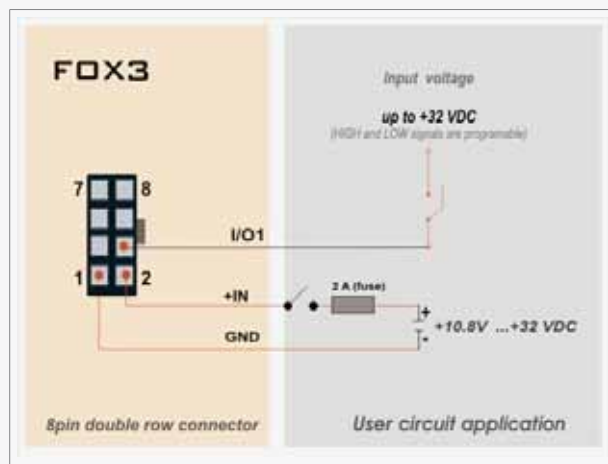 FOX3
Input voltage
up to +32 VDC
(HIGH and LOW signals are programable)
7 8
I/O1
1 2
2 A (fuse)
+IN
+
+10.8V ...+32 VDC
GND
-
8pin double row connector
User circuit application